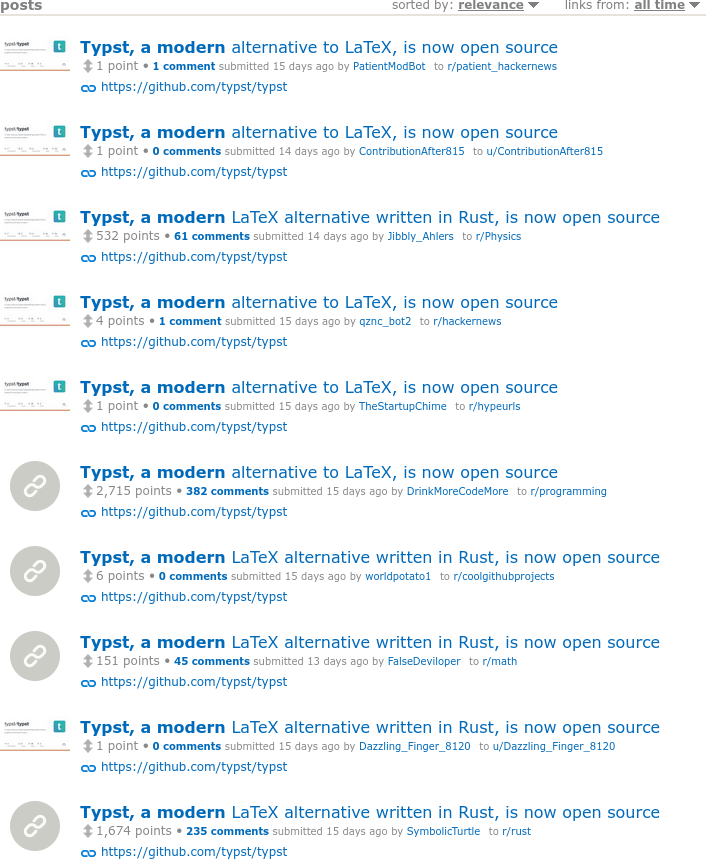 posts sorted by: relevance links from: all time
Typst, a modern alternative to LaTeX, is now open source
1 point • 1 comment submitted 15 days ago by PatientModBot to r/patient_hackernews
https://github.com/typst/typst
Typst, a modern alternative to LaTeX, is now open source
1 point • 0 comments submitted 14 days ago by ContributionAfter815 to u/ContributionAfter815
https://github.com/typst/typst
Typst, a modern LaTeX alternative written in Rust, is now open source
532 points • 61 comments submitted 14 days ago by Jibbly_Ahlers to r/Physics
https://github.com/typst/typst
Typst, a modern alternative to LaTeX, is now open source
4 points • 1 comment submitted 15 days ago by qznc_bot2 to r/hackernews
https://github.com/typst/typst
Typst, a modern alternative to LaTeX, is now open source
1 point • 0 comments submitted 15 days ago by TheStartupChime to r/hypeurls
https://github.com/typst/typst
Typst, a modern alternative to LaTeX, is now open source
2,715 points • 382 comments submitted 15 days ago by DrinkMoreCodeMore to r/programming
https://github.com/typst/typst
Typst, a modern LaTeX alternative written in Rust, is now open source
6 points • 0 comments submitted 15 days ago by worldpotato1 to r/coolgithubprojects
https://github.com/typst/typst
Typst, a modern LaTeX alternative written in Rust, is now open source
151 points • 45 comments submitted 13 days ago by FalseDeviloper to r/math
https://github.com/typst/typst
Typst, a modern LaTeX alternative written in Rust, is now open source
1 point • 0 comments submitted 15 days ago by Dazzling_Finger_8120 to u/Dazzling_Finger_8120
https://github.com/typst/typst
Typst, a modern LaTeX alternative written in Rust, is now open source
1,674 points • 235 comments submitted 15 days ago by SymbolicTurtle to r/rust
https://github.com/typst/typst